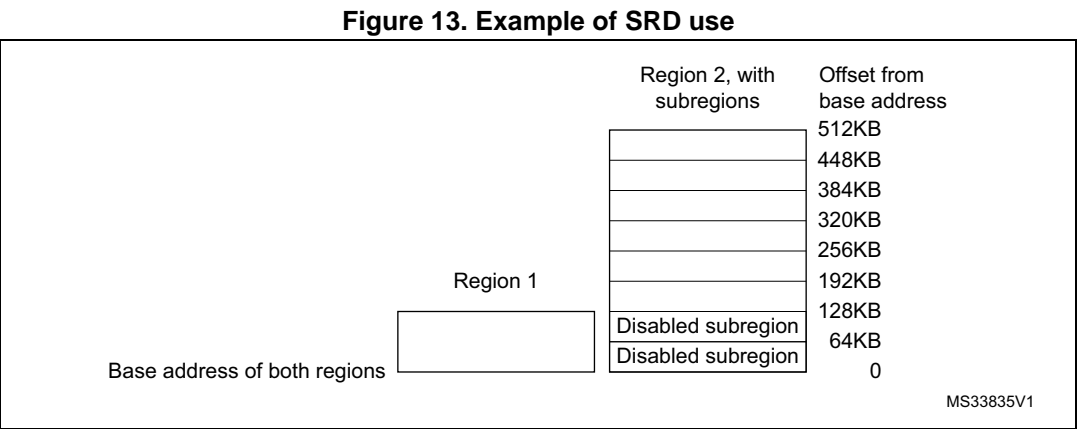 Figure 13. Example of SRD use
Region 2, with
subregions
Offset from
base address
512KB
448KB
384KB
320KB
256KB
Region 1
192KB
128KB
Disabled subregion
64KB
Disabled subregion
Base address of both regions
0
MS33835V1